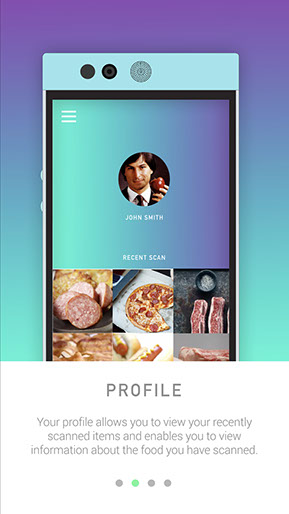 JOHN SMITH
RECENT SCAN
PROFILE
Your profile allows you to view your recently
scanned items and enables you to view
information about the food you have scanned.